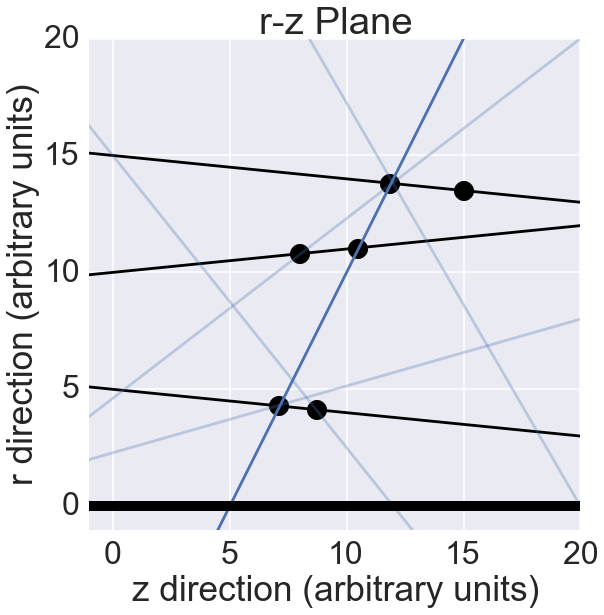 r-z Plane
r direction (arbitrary units)
20
15
10
5
0
0 5 10 15 20
z direction (arbitrary units)